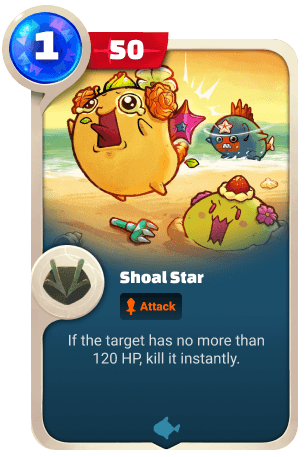 1
50
Shoal Star
Attack
If the target has no more than
120 HP, kill it instantly.